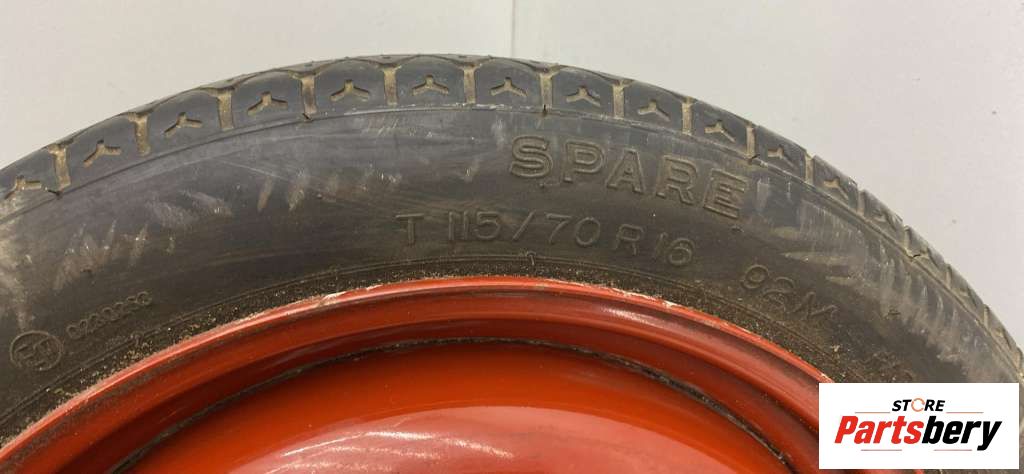 SPARE
T 115/70 R16 92M
STORE
Partsbery